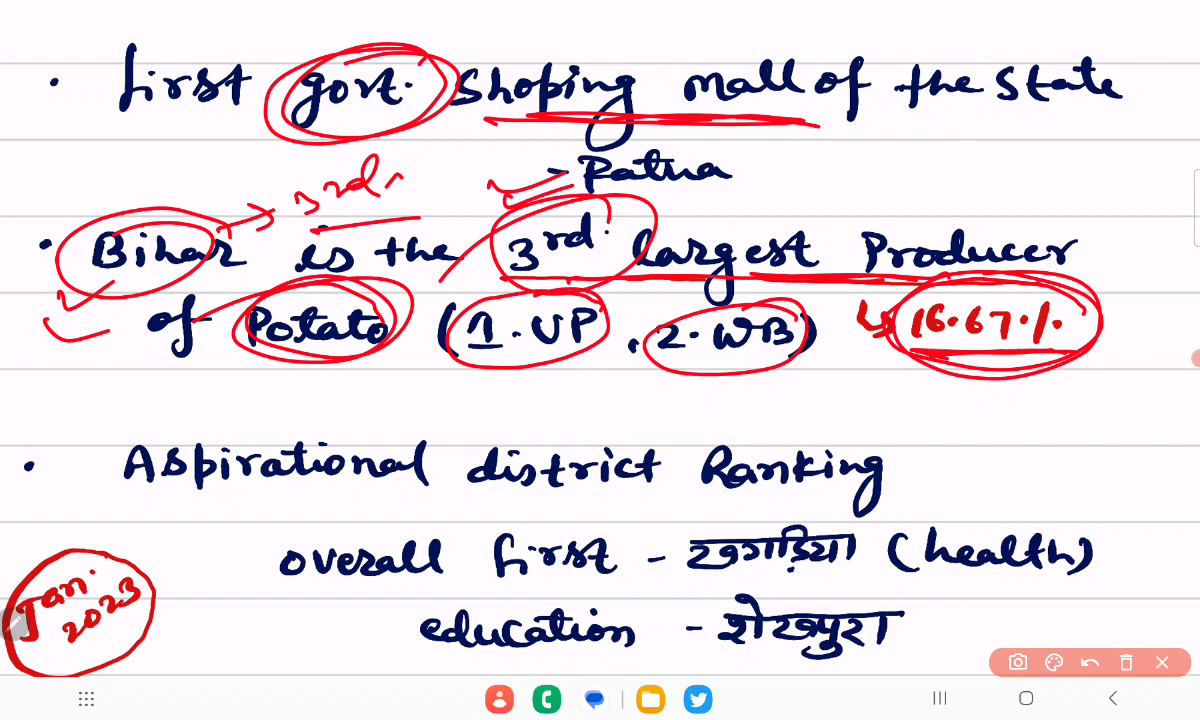 • first govt. Shoping mall of the State
- Patna
→ 3rd.
• Bihar is the 3rd. largest Producer
of Potato (1. UP, 2. WB) ↳ 16.67 %.
• Aspirational district Ranking
overall first - खगड़िया (health)
Jan. 2023
education - शेखपुरा